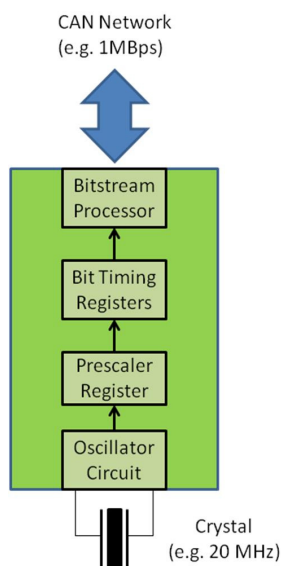 CAN Network
(e.g. 1MBps)
Bitstream
Processor
Bit Timing
Registers
Prescaler
Register
Oscillator
Circuit
Crystal
(e.g. 20 MHz)